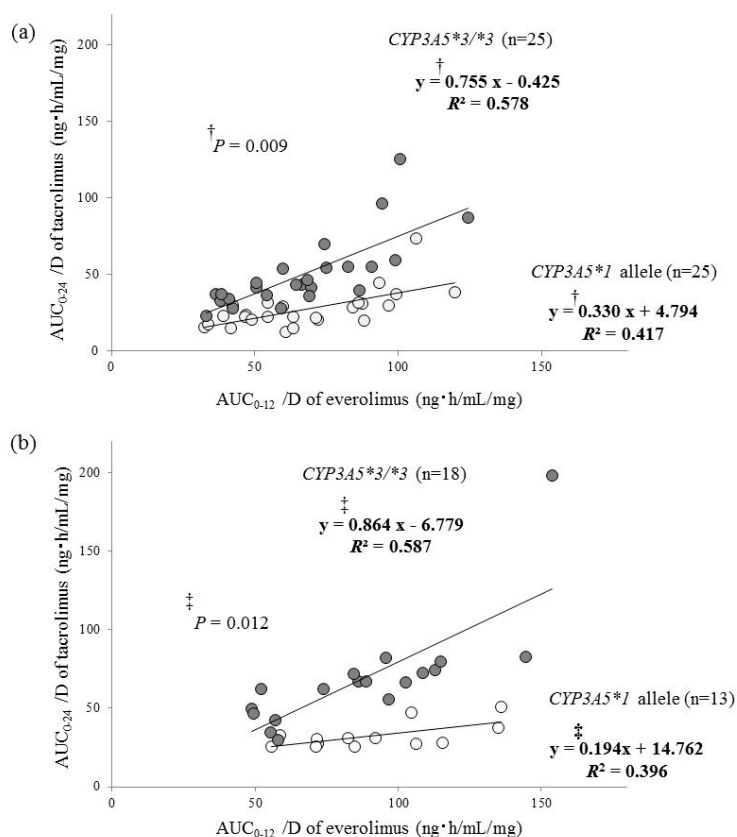 (a)
200
150
100
50
0
AUC0-24 /D of tacrolimus (ng・h/mL/mg)
CYP3A5*3/*3 (n=25)
†
y = 0.755 x - 0.425
R² = 0.578
†
P = 0.009
CYP3A5*1 allele (n=25)
†
y = 0.330 x + 4.794
R² = 0.417
0 50 100 150
AUC0-12 /D of everolimus (ng・h/mL/mg)
(b)
200
150
100
50
0
AUC0-24 /D of tacrolimus (ng・h/mL/mg)
CYP3A5*3/*3 (n=18)
‡
y = 0.864 x - 6.779
R² = 0.587
‡
P = 0.012
CYP3A5*1 allele (n=13)
‡
y = 0.194x + 14.762
R² = 0.396
0 50 100 150
AUC0-12 /D of everolimus (ng・h/mL/mg)